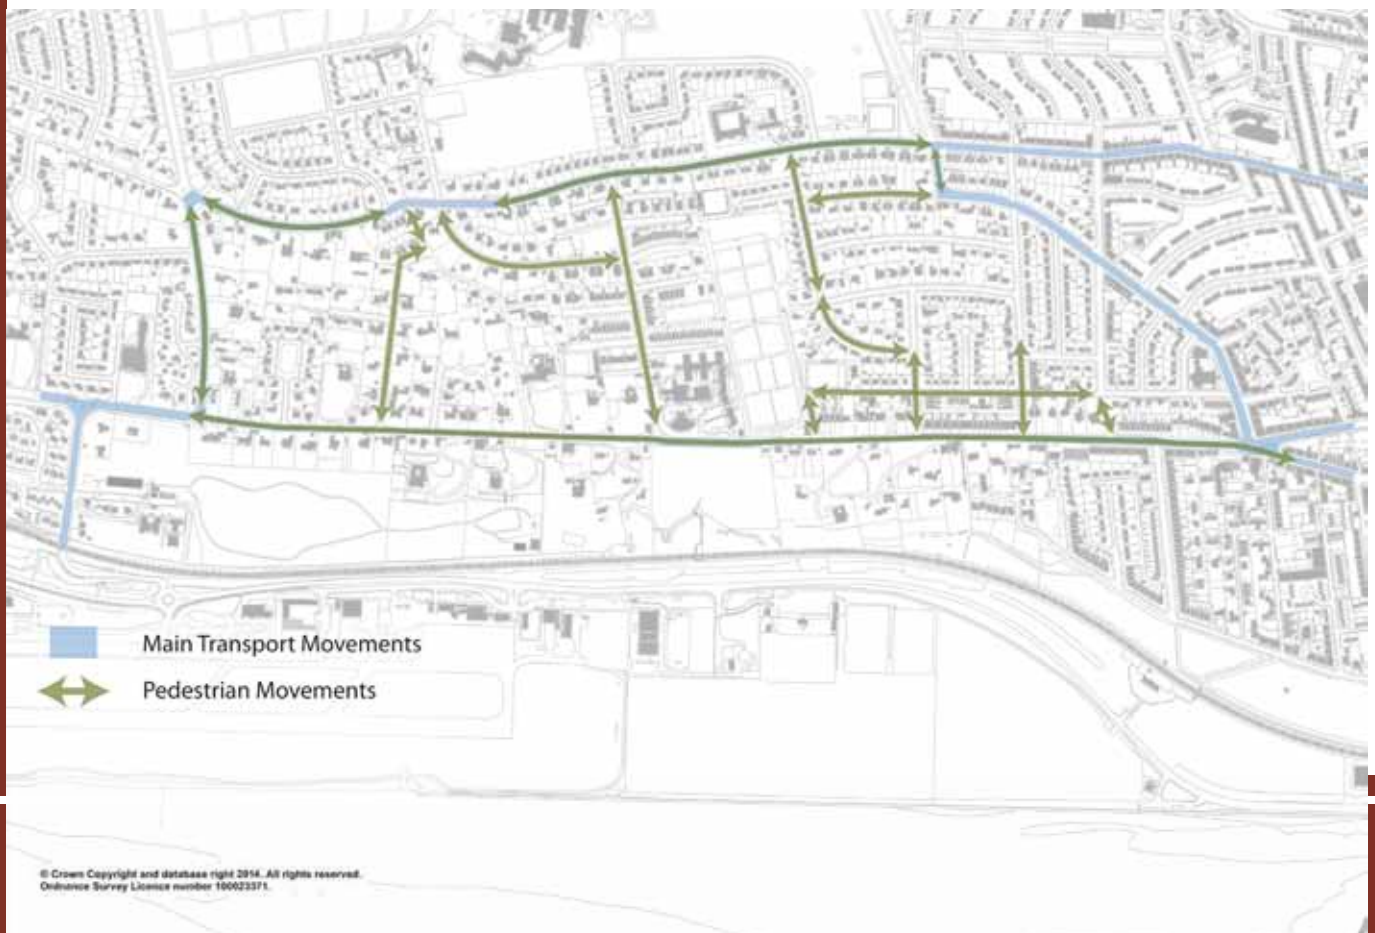 Main Transport Movements
Pedestrian Movements
© Crown Copyright and database right 2014. All rights reserved.
Ordnance Survey Licence number 100023371.